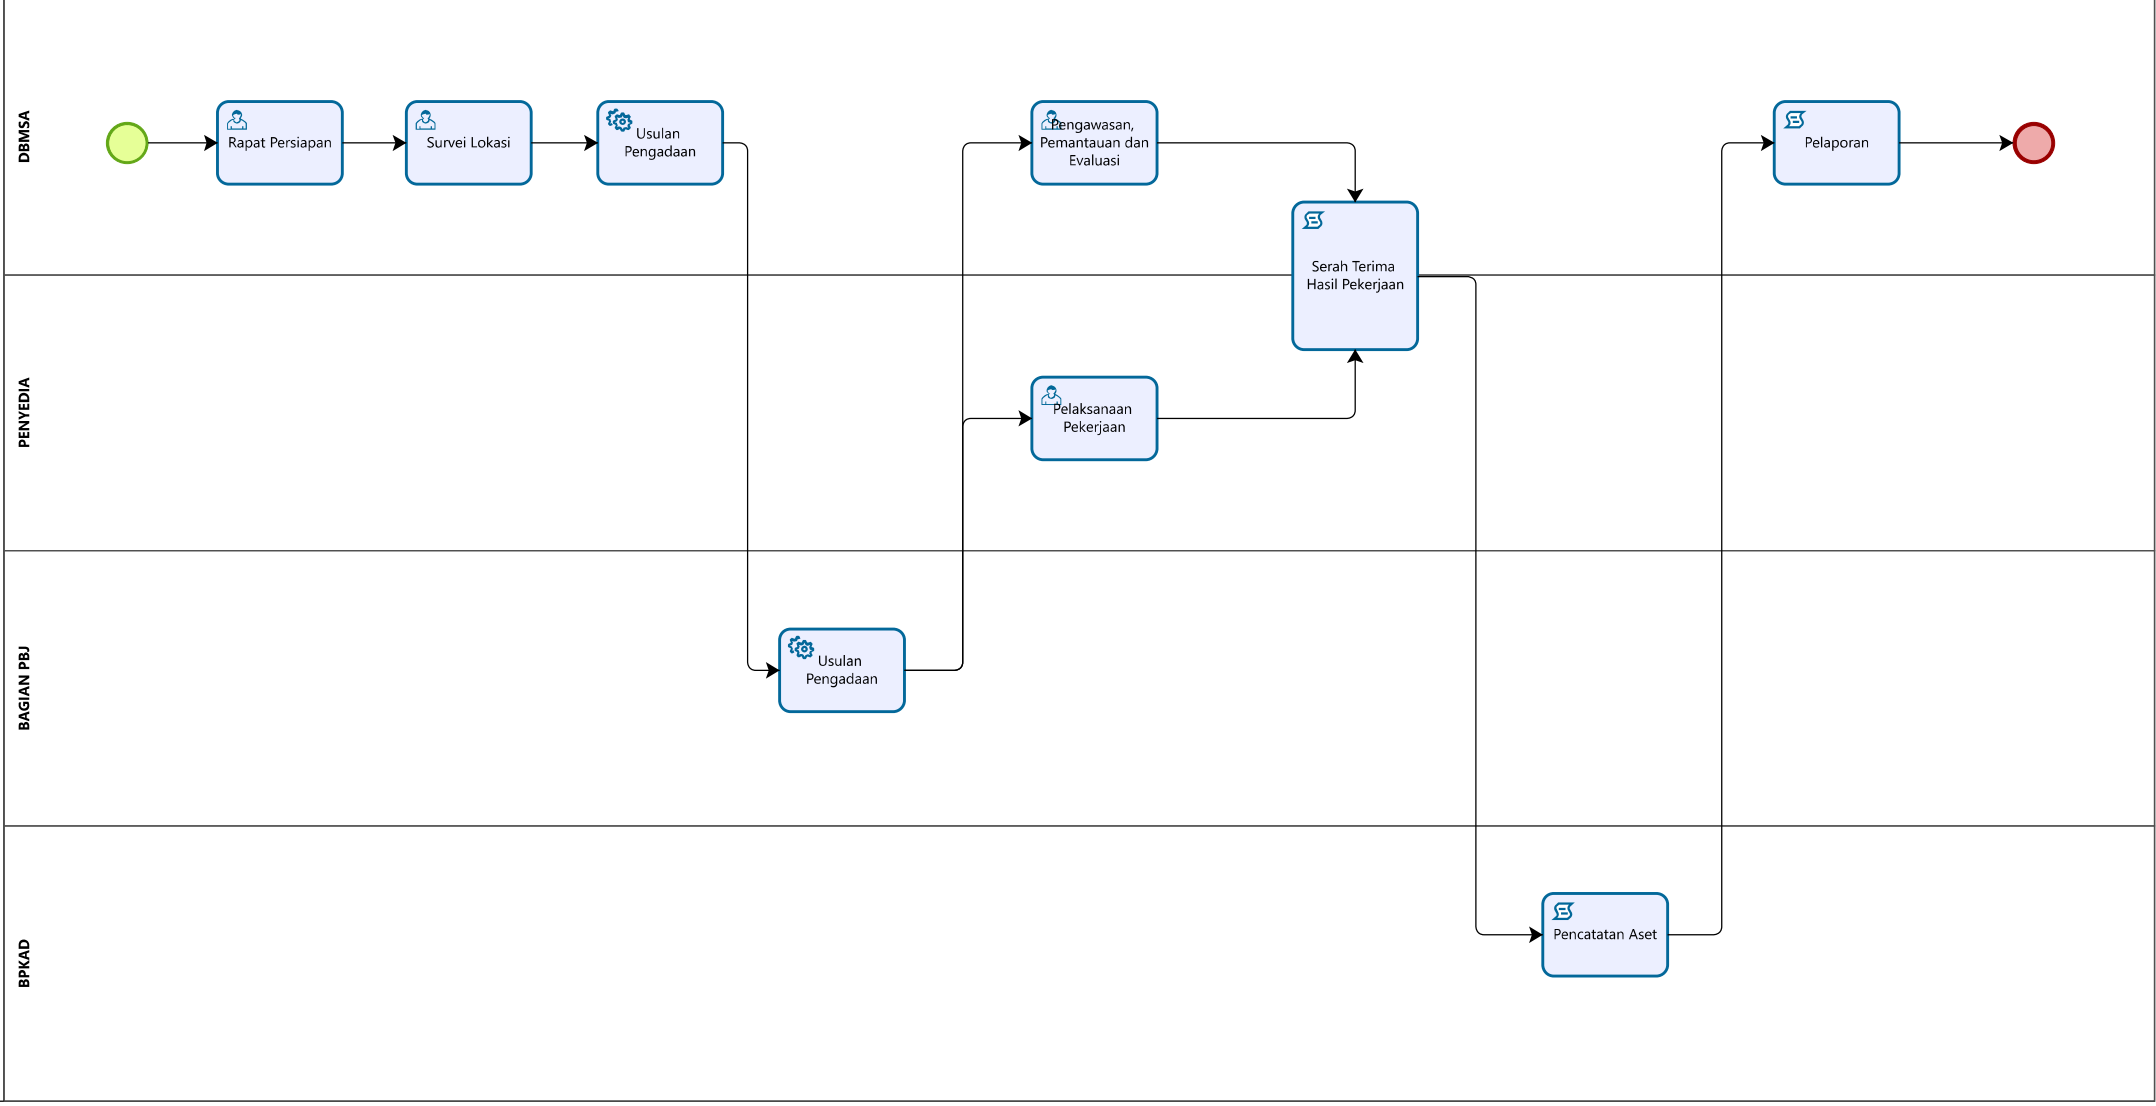 DBMSA
Rapat Persiapan
Survei Lokasi
Usulan
Pengadaan
Pengawasan,
Pemantauan dan
Evaluasi
Pelaporan
Serah Terima
Hasil Pekerjaan
PENYEDIA
Pelaksanaan
Pekerjaan
BAGIAN PBJ
Usulan
Pengadaan
BPKAD
Pencatatan Aset